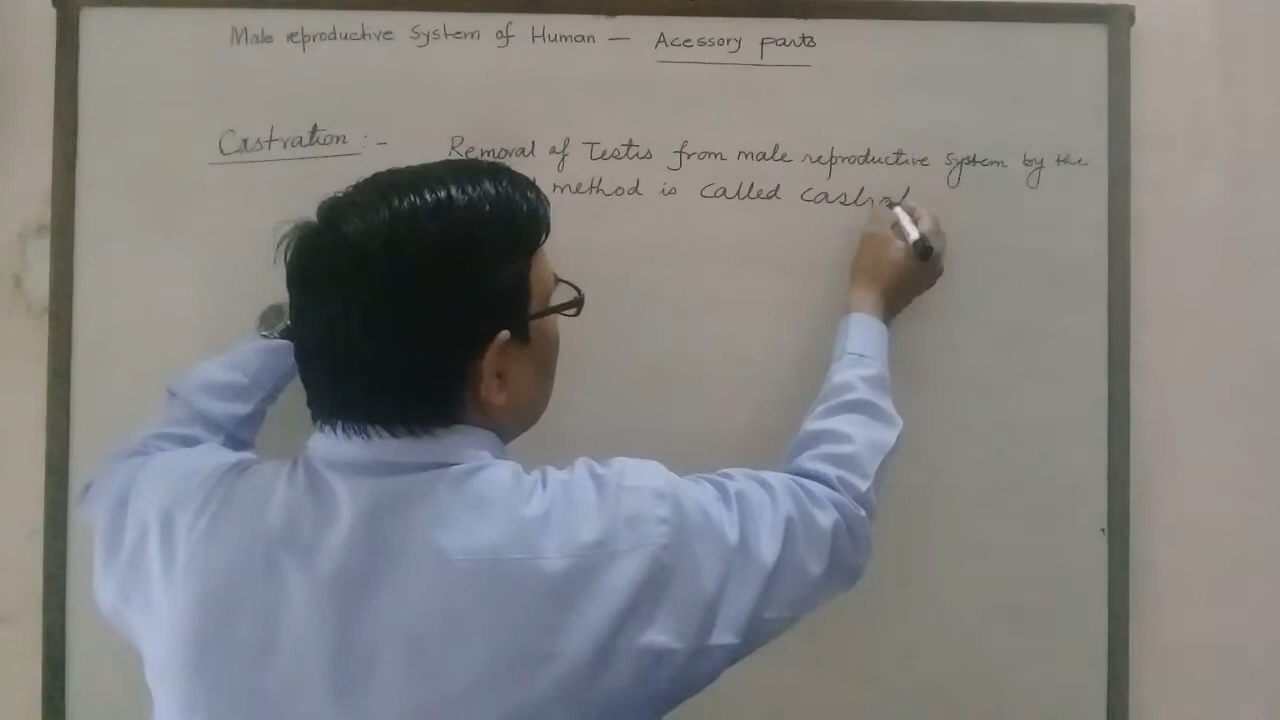 Male reproductive System of Human — Acessory parts
Castration :- Removal of Testis from male reproductive System by the
method is called castrat